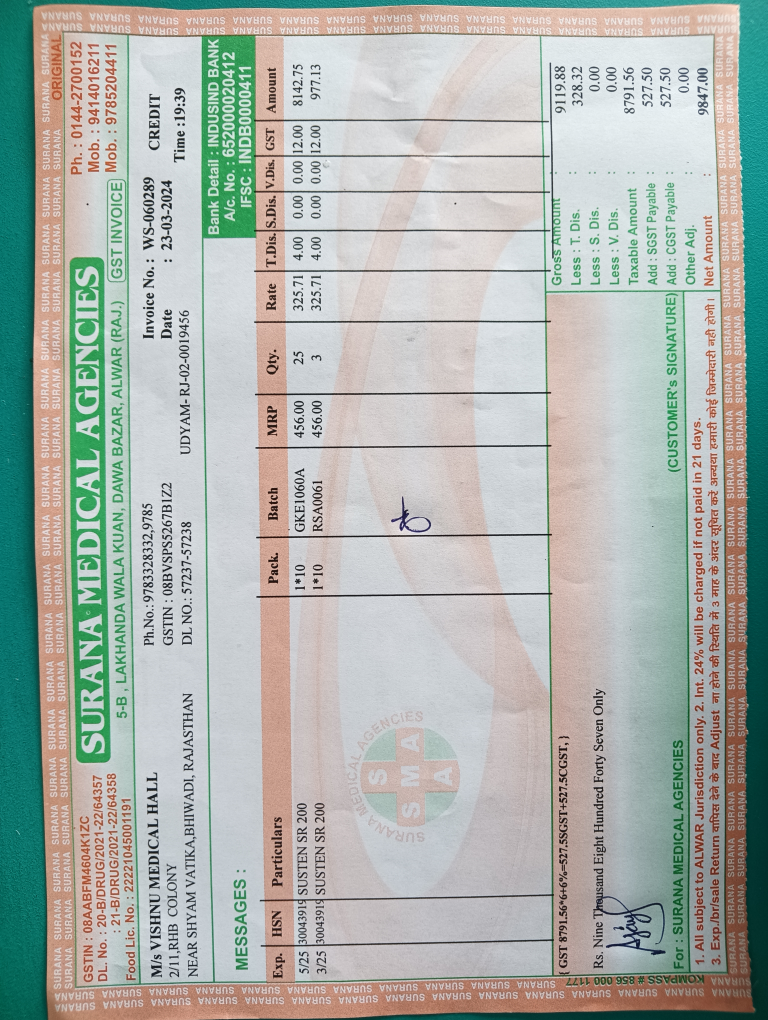 ORIGINAL
GSTIN : 08AABFM4604K1ZC
DL. No. : 20-B/DRUG/2021-22/64357
: 21-B/DRUG/2021-22/64358
Food Lic. No. : 22221045001191
SURANA MEDICAL AGENCIES
5-B , LAKHANDA WALA KUAN, DAWA BAZAR, ALWAR (RAJ.)
GST INVOICE
Ph. : 0144-2700152
Mob. : 9414016211
Mob. : 9785204411
M/s VISHNU MEDICAL HALL
2/11,RHB COLONY
NEAR SHYAM VATIKA,BHIWADI, RAJASTHAN
Ph.No.: 9783328332,9785
GSTIN : 08BVSPS5267B1Z2
DL NO.: 57237-57238
UDYAM- RJ-02-0019456
Invoice No. : WS-060289 CREDIT
Date : 23-03-2024 Time :19:39
MESSAGES :
Bank Detail : INDUSIND BANK
A/c. No. : 652000020412
IFSC : INDB0000411
Exp. HSN Particulars Pack. Batch MRP Qty. Rate T.Dis. S.Dis. V.Dis. GST Amount
5/25 30043919 SUSTEN SR 200 1*10 GKE1060A 456.00 25 325.71 4.00 0.00 0.00 12.00 8142.75
3/25 30043919 SUSTEN SR 200 1*10 RSA0061 456.00 3 325.71 4.00 0.00 0.00 12.00 977.13
SURANA MEDICAL AGENCIES
S
S M A
A
{ GST 8791.56*6+6%=527.5SGST+527.5CGST, }
Rs. Nine Thousand Eight Hundred Forty Seven Only
Gross Amount : 9119.88
Less : T. Dis. : 328.32
Less : S. Dis. : 0.00
Less : V. Dis. : 0.00
Taxable Amount : 8791.56
Add : SGST Payable : 527.50
Add : CGST Payable : 527.50
Other Adj. : 0.00
Net Amount : 9847.00
For : SURANA MEDICAL AGENCIES
(CUSTOMER's SIGNATURE)
1. All subject to ALWAR Jurisdiction only. 2. Int. 24% will be charged if not paid in 21 days.
3. Exp./br/sale Return वापिस देने के बाद Adjust ना होने की स्थिति में 3 माह के अंदर सूचित करें अन्यथा हमारी कोई जिम्मेदारी नही होगी।
KOMPASS # 856 000 1177